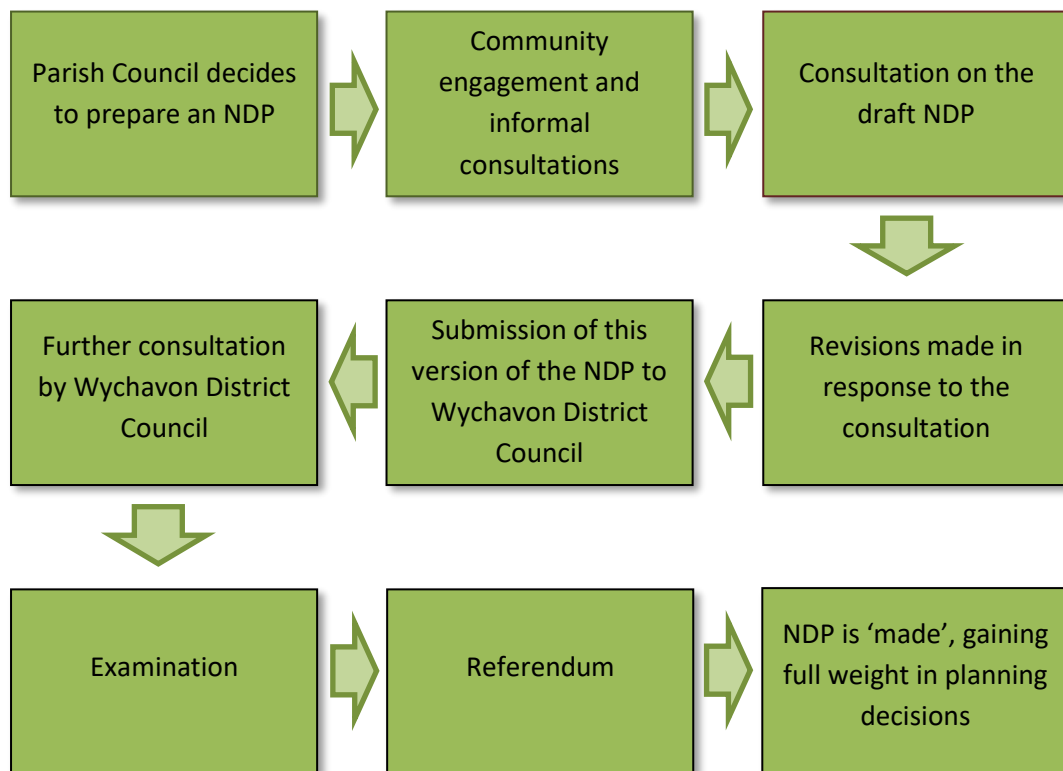 Parish Council decides
to prepare an NDP
Community
engagement and
informal
consultations
Consultation on the
draft NDP
Revisions made in
response to the
consultation
Submission of this
version of the NDP to
Wychavon District
Council
Further consultation
by Wychavon District
Council
Examination
Referendum
NDP is ‘made’, gaining
full weight in planning
decisions